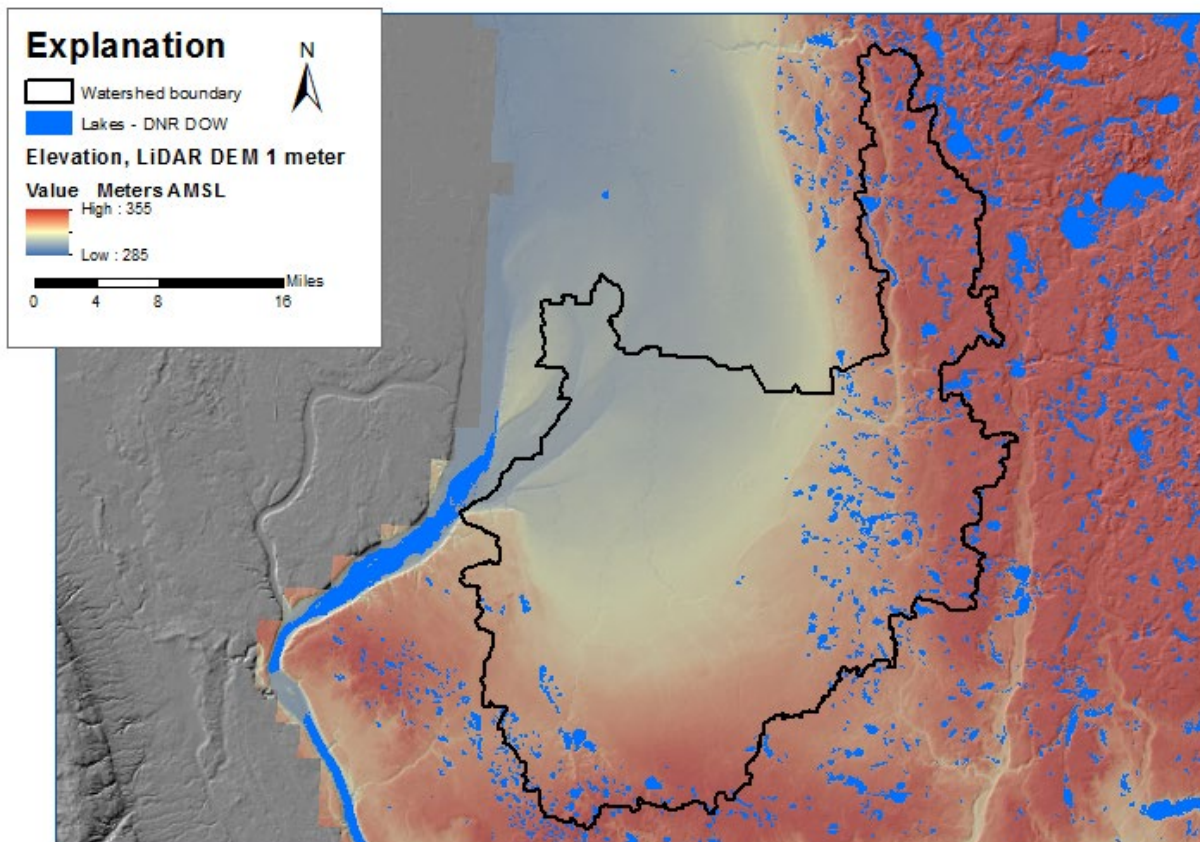 Explanation
N
Watershed boundary
Lakes - DNR DOW
Elevation, LiDAR DEM 1 meter
Value Meters AMSL
High : 355
Low : 285
Miles
0 4 8 16